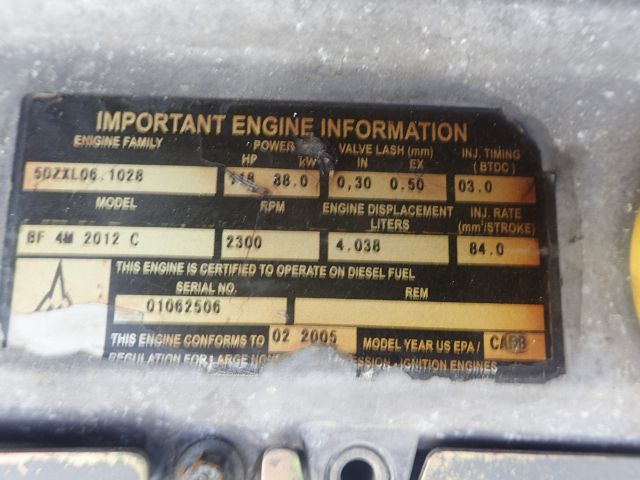 IMPORTANT ENGINE INFORMATION
ENGINE FAMILY POWER VALVE LASH (mm) INJ. TIMING
HP kW IN EX (BTDC)
5DZXL06.1028 118 88.0 0,30 0.50 03.0
MODEL RPM ENGINE DISPLACEMENT INJ. RATE
LITERS (mm³/STROKE)
BF 4M 2012 C 2300 4.038 84.0
THIS ENGINE IS CERTIFIED TO OPERATE ON DIESEL FUEL
SERIAL NO. REM
01062506
THIS ENGINE CONFORMS TO 02 2005 MODEL YEAR US EPA/ CARB
REGULATION FOR LARGE - IGNITION ENGINES